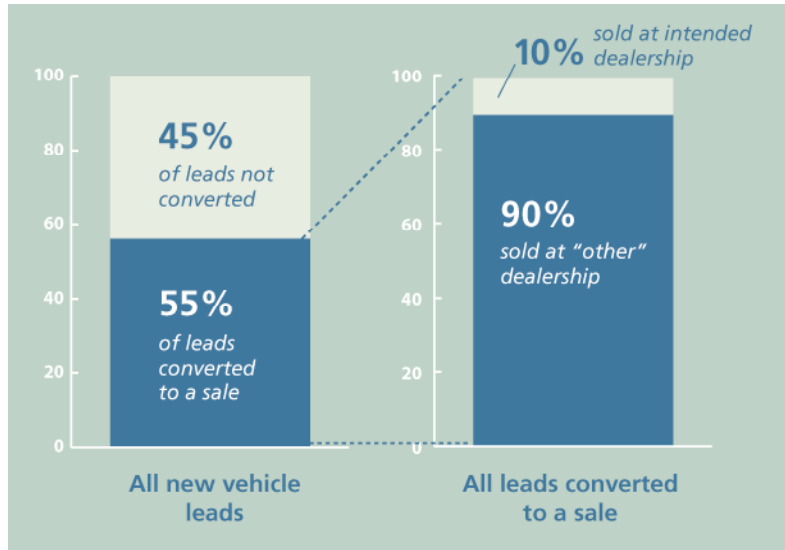 100
80
60
40
20
0
45%
of leads not
converted
55%
of leads
converted
to a sale
All new vehicle
leads
10% sold at intended
dealership
100
80
60
40
20
0
90%
sold at “other”
dealership
All leads converted
to a sale